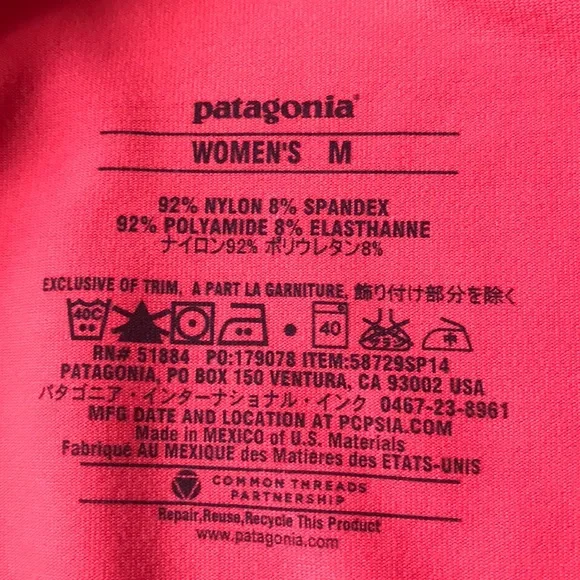 patagonia®
WOMEN'S M
92% NYLON 8% SPANDEX
92% POLYAMIDE 8% ELASTHANNE
ナイロン92% ポリウレタン8%
EXCLUSIVE OF TRIM, A PART LA GARNITURE, 飾り付け部分を除く
40C 40 中
RN# 51884 PO:179078 ITEM:58729SP14
PATAGONIA, PO BOX 150 VENTURA, CA 93002 USA
パタゴニア・インターナショナル・インク 0467-23-8961
MFG DATE AND LOCATION AT PCPSIA.COM
Made in MEXICO of U.S. Materials
Fabriqué AU MEXIQUE des Matières des ETATS-UNIS
COMMON THREADS
PARTNERSHIP
Repair,Reuse,Recycle This Product
www.patagonia.com